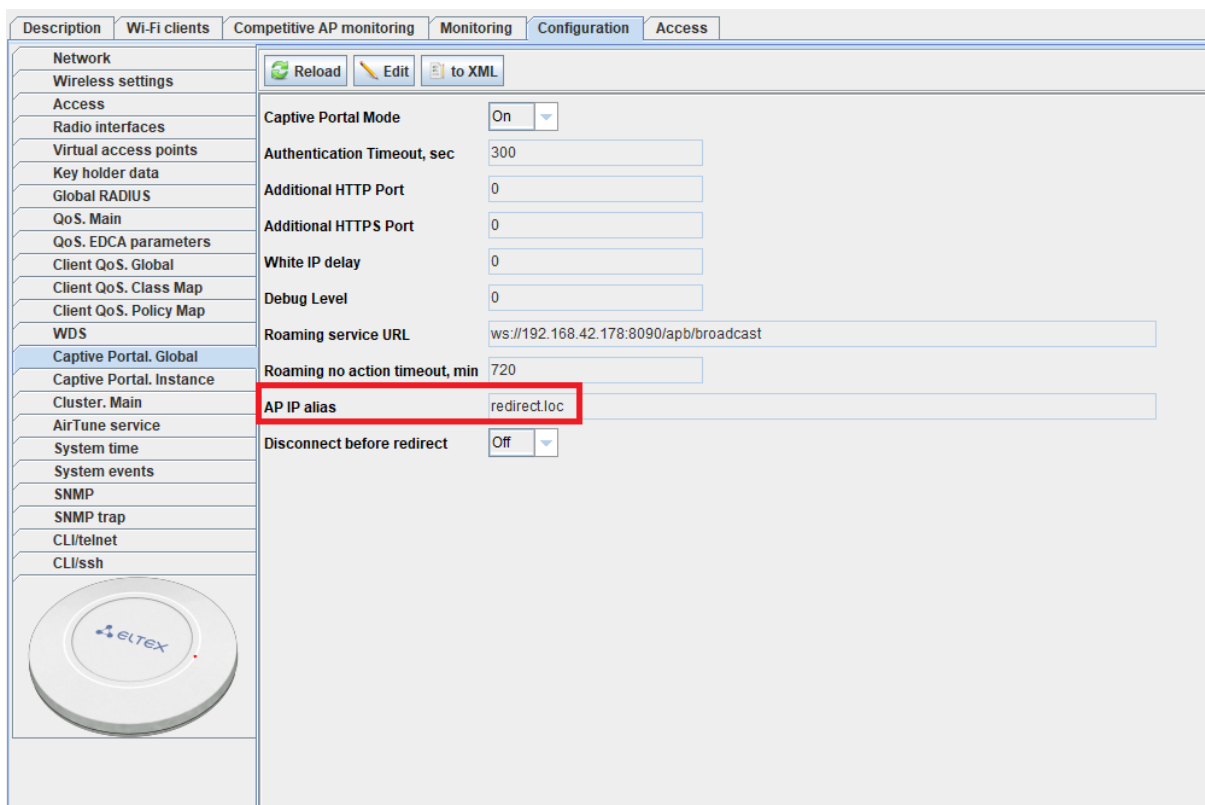 Description Wi-Fi clients Competitive AP monitoring Monitoring Configuration Access
Network
Wireless settings
Access
Radio interfaces
Virtual access points
Key holder data
Global RADIUS
QoS. Main
QoS. EDCA parameters
Client QoS. Global
Client QoS. Class Map
Client QoS. Policy Map
WDS
Captive Portal. Global
Captive Portal. Instance
Cluster. Main
AirTune service
System time
System events
SNMP
SNMP trap
CLI/telnet
CLI/ssh
ELTEX
Reload Edit to XML
Captive Portal Mode On
Authentication Timeout, sec 300
Additional HTTP Port 0
Additional HTTPS Port 0
White IP delay 0
Debug Level 0
Roaming service URL ws://192.168.42.178:8090/apb/broadcast
Roaming no action timeout, min 720
AP IP alias redirect.loc
Disconnect before redirect Off